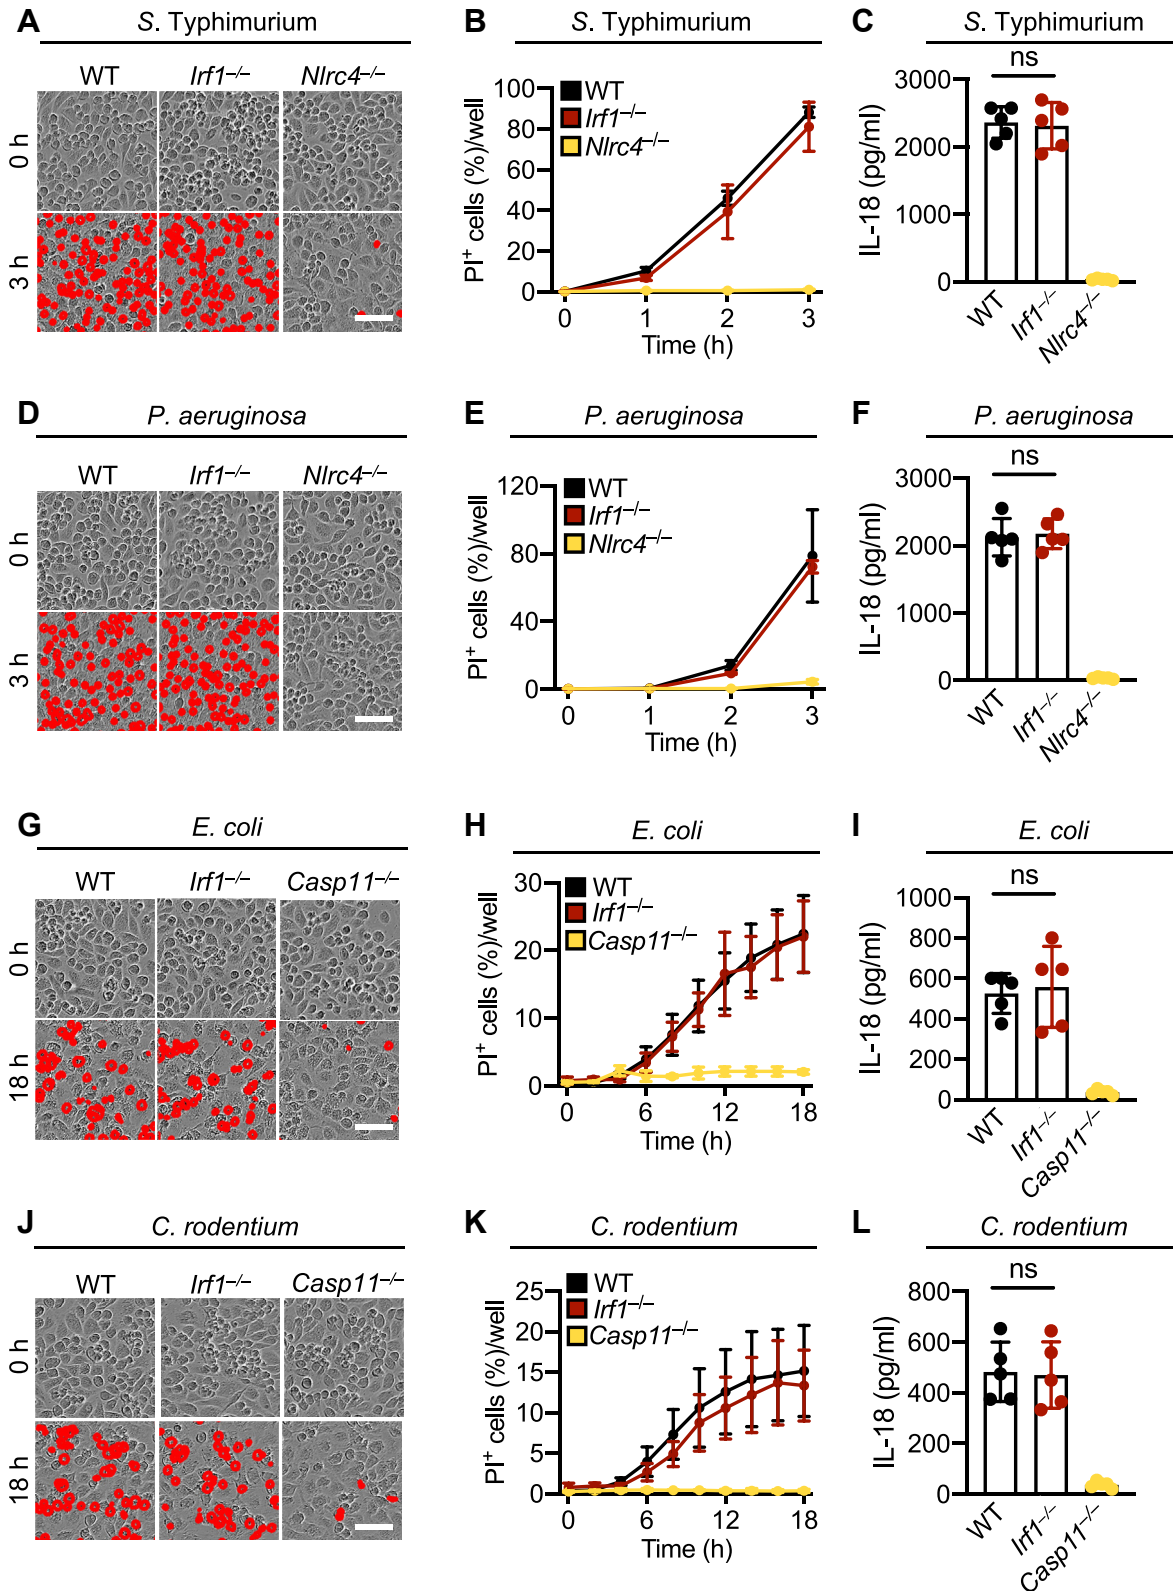 A
S. Typhimurium
WT Irf1–/– Nlrc4–/–
0 h
3 h
B
S. Typhimurium
PI+ cells (%)/well
100
80
60
40
20
0
WT
Irf1–/–
Nlrc4–/–
0 1 2 3
Time (h)
C
S. Typhimurium
ns
IL-18 (pg/ml)
3000
2000
1000
0
WT
Irf1–/–
Nlrc4–/–
D
P. aeruginosa
WT Irf1–/– Nlrc4–/–
0 h
3 h
E
P. aeruginosa
PI+ cells (%)/well
120
80
40
0
WT
Irf1–/–
Nlrc4–/–
0 1 2 3
Time (h)
F
P. aeruginosa
ns
IL-18 (pg/ml)
3000
2000
1000
0
WT
Irf1–/–
Nlrc4–/–
G
E. coli
WT Irf1–/– Casp11–/–
0 h
18 h
H
E. coli
PI+ cells (%)/well
30
20
10
0
WT
Irf1–/–
Casp11–/–
0 6 12 18
Time (h)
I
E. coli
ns
IL-18 (pg/ml)
1000
800
600
400
200
0
WT
Irf1–/–
Casp11–/–
J
C. rodentium
WT Irf1–/– Casp11–/–
0 h
18 h
K
C. rodentium
PI+ cells (%)/well
25
20
15
10
5
0
WT
Irf1–/–
Casp11–/–
0 6 12 18
Time (h)
L
C. rodentium
ns
IL-18 (pg/ml)
800
600
400
200
0
WT
Irf1–/–
Casp11–/–